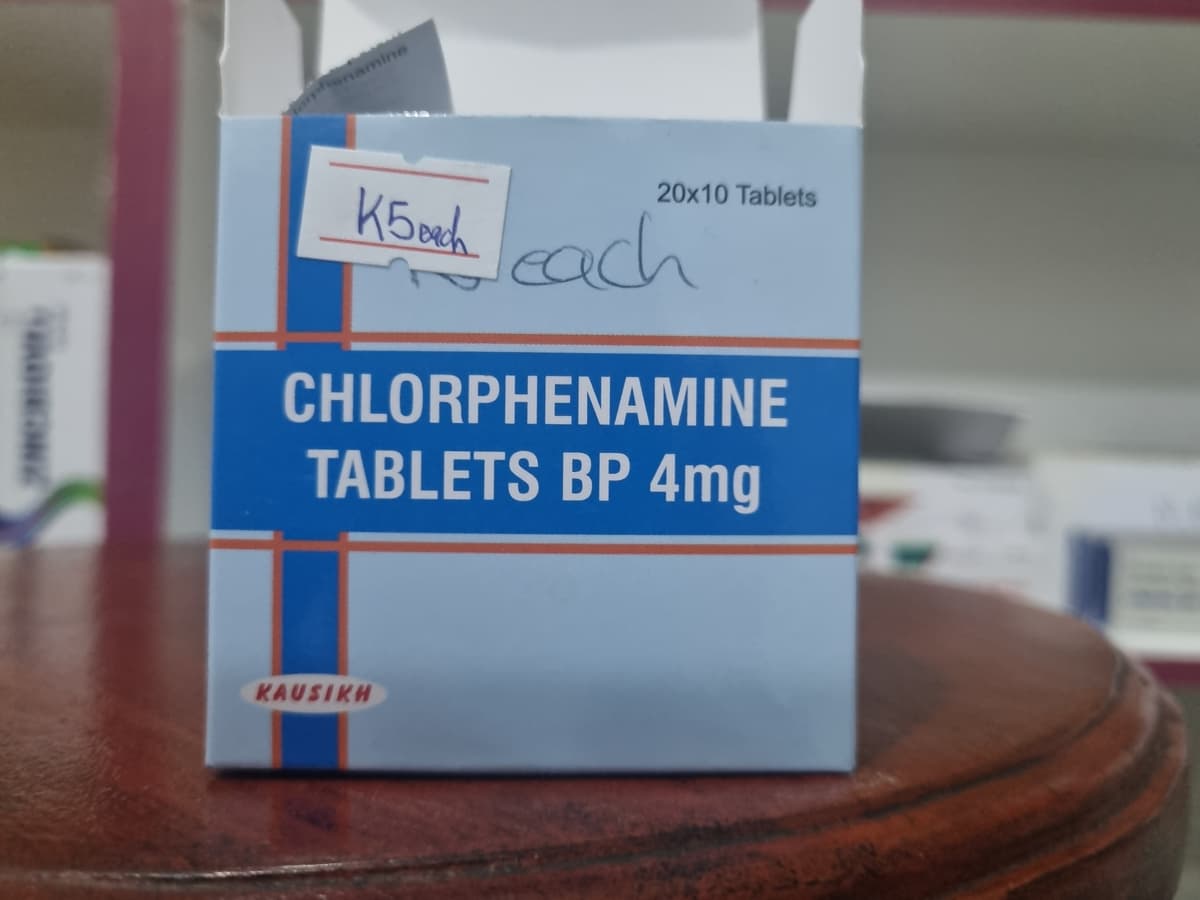 K5 each
20x10 Tablets
each
CHLORPHENAMINE
TABLETS BP 4mg
KAUSIKH